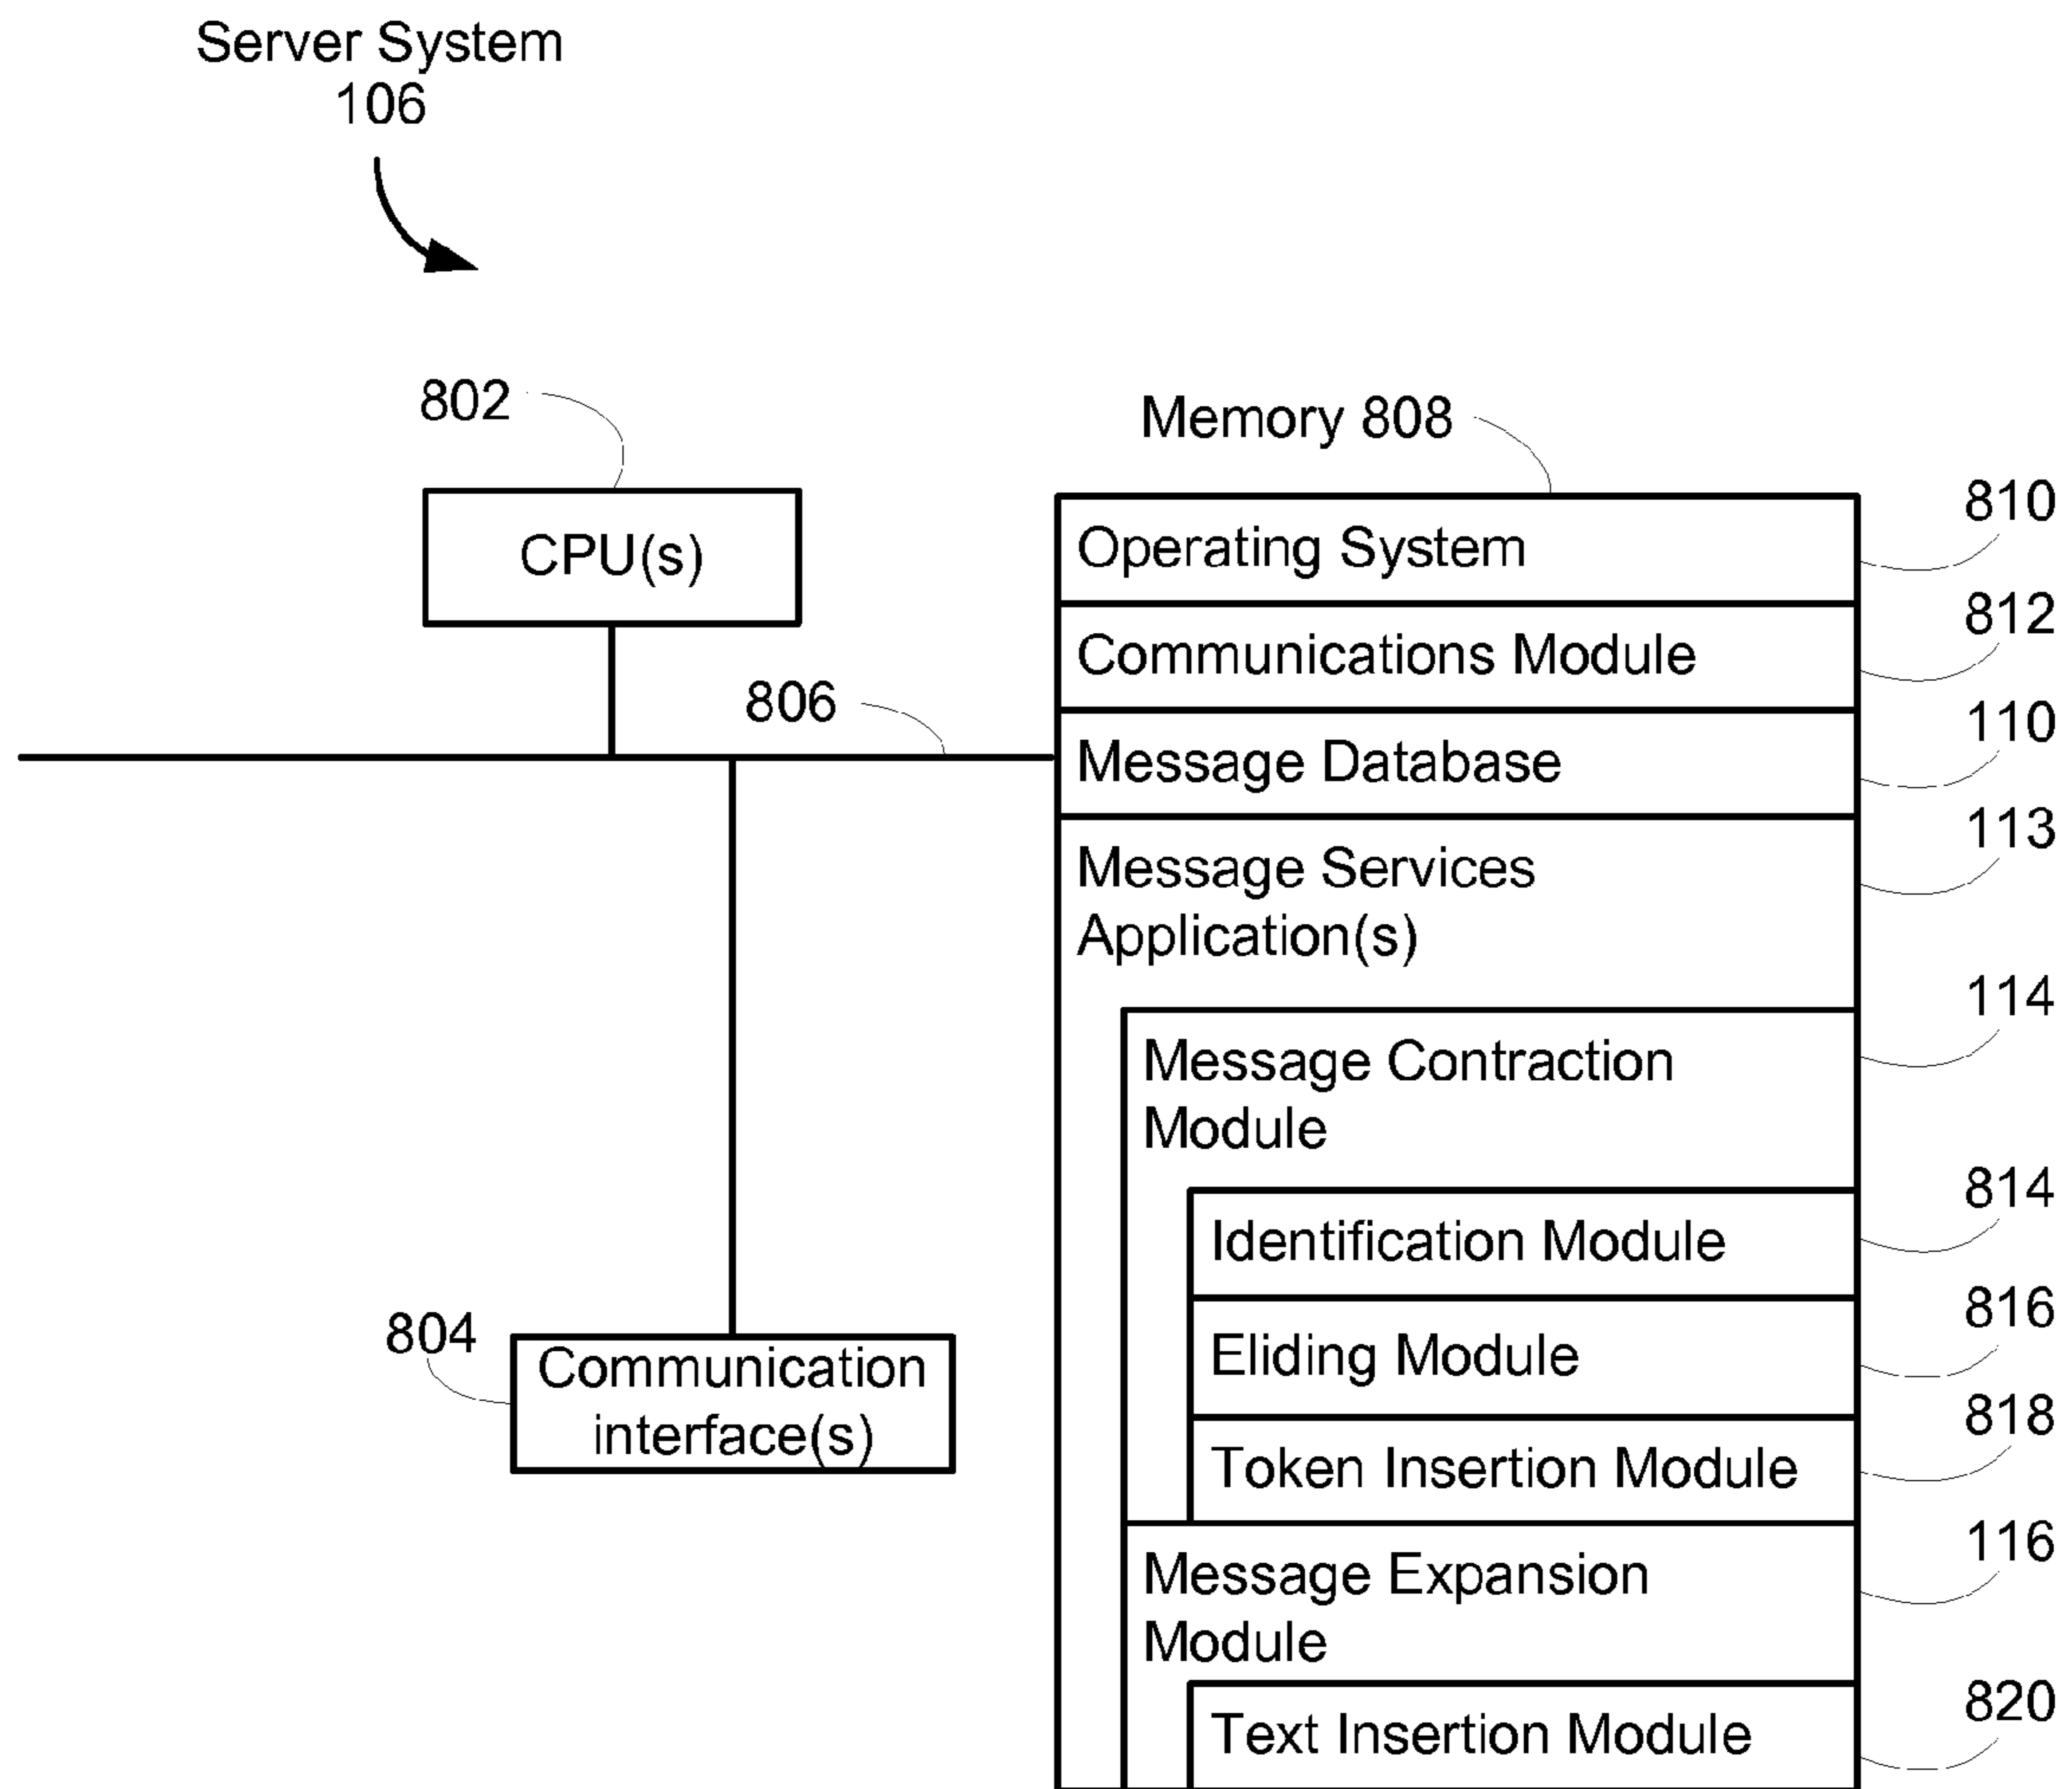 Server System
106
802
CPU(s)
806
804
Communication
interface(s)
Memory 808
Operating System
810
Communications Module
812
Message Database
110
Message Services
Application(s)
113
Message Contraction
Module
114
Identification Module
814
Eliding Module
816
Token Insertion Module
818
Message Expansion
Module
116
Text Insertion Module
820